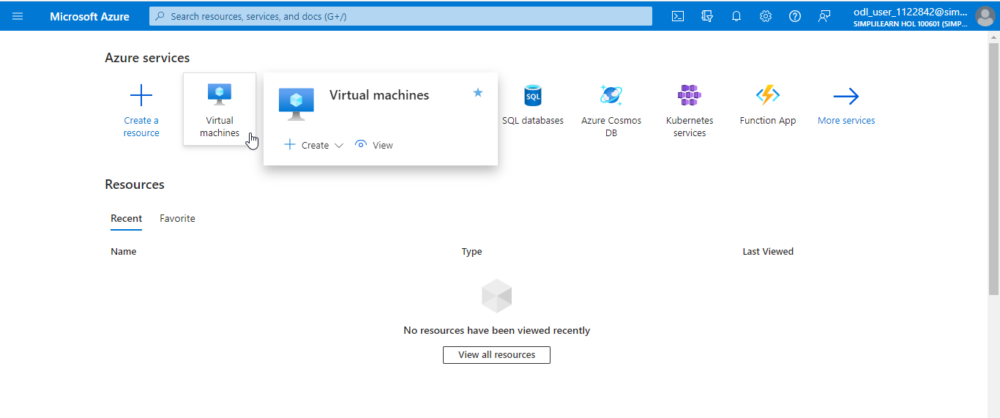 Microsoft Azure
Search resources, services, and docs (G+/)
odl_user_1122842@sim...
SIMPLILEARN HOL 100601 (SIMP...
Azure services
Create a
resource
Virtual
machines
Virtual machines
Create
View
SQL
SQL databases
Azure Cosmos
DB
Kubernetes
services
Function App
More services
Resources
Recent
Favorite
Name
Type
Last Viewed
No resources have been viewed recently
View all resources